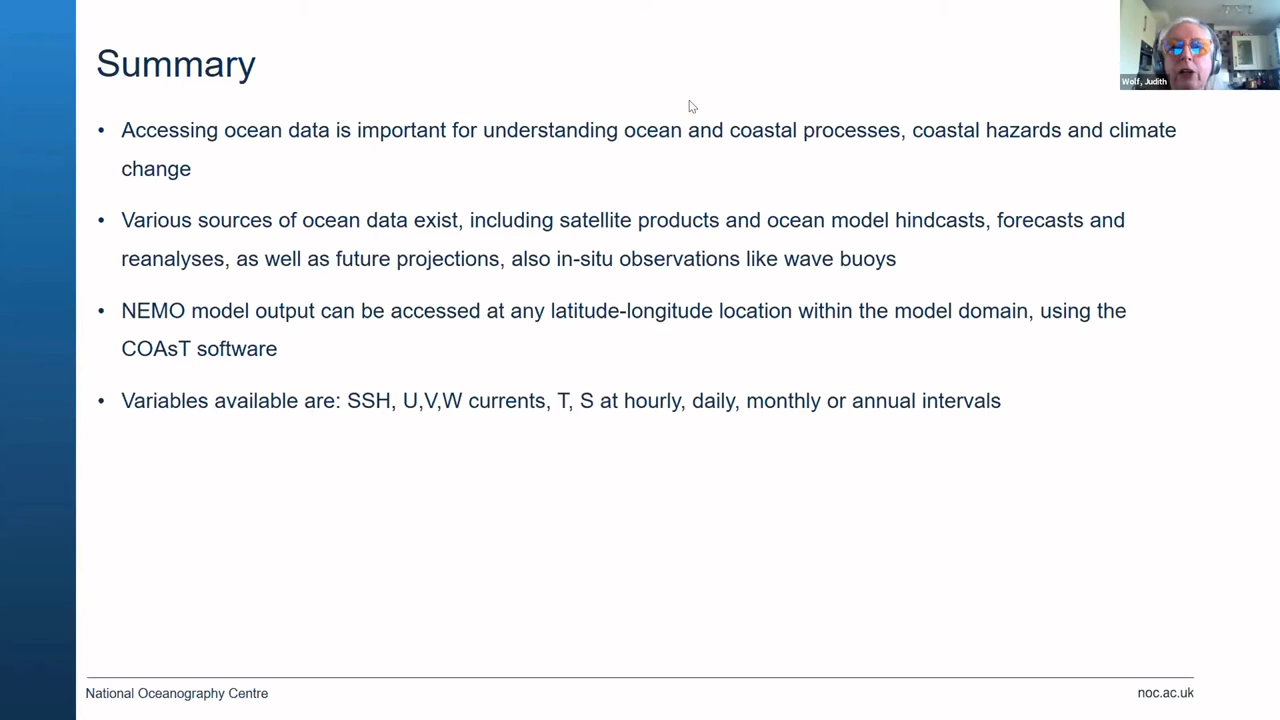 Summary
Wolf, Judith
• Accessing ocean data is important for understanding ocean and coastal processes, coastal hazards and climate
change
• Various sources of ocean data exist, including satellite products and ocean model hindcasts, forecasts and
reanalyses, as well as future projections, also in-situ observations like wave buoys
• NEMO model output can be accessed at any latitude-longitude location within the model domain, using the
COAsT software
• Variables available are: SSH, U,V,W currents, T, S at hourly, daily, monthly or annual intervals
National Oceanography Centre
noc.ac.uk